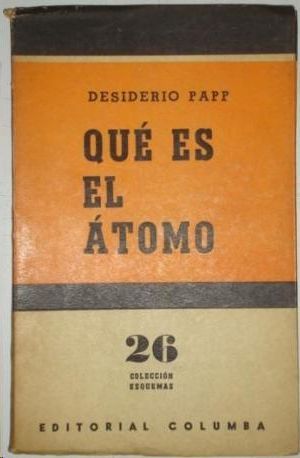 DESIDERIO PAPP
QUÉ ES
EL
ÁTOMO
26
COLECCIÓN
ESQUEMAS
EDITORIAL COLUMBA